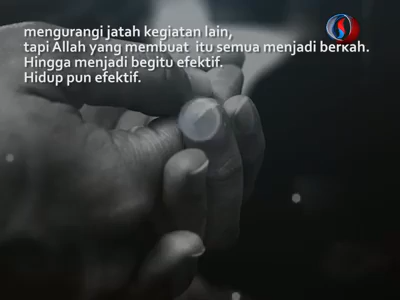 mengurangi jatah kegiatan lain,
tapi Allah yang membuat itu semua menjadi berkah.
Hingga menjadi begitu efektif.
Hidup pun efektif.